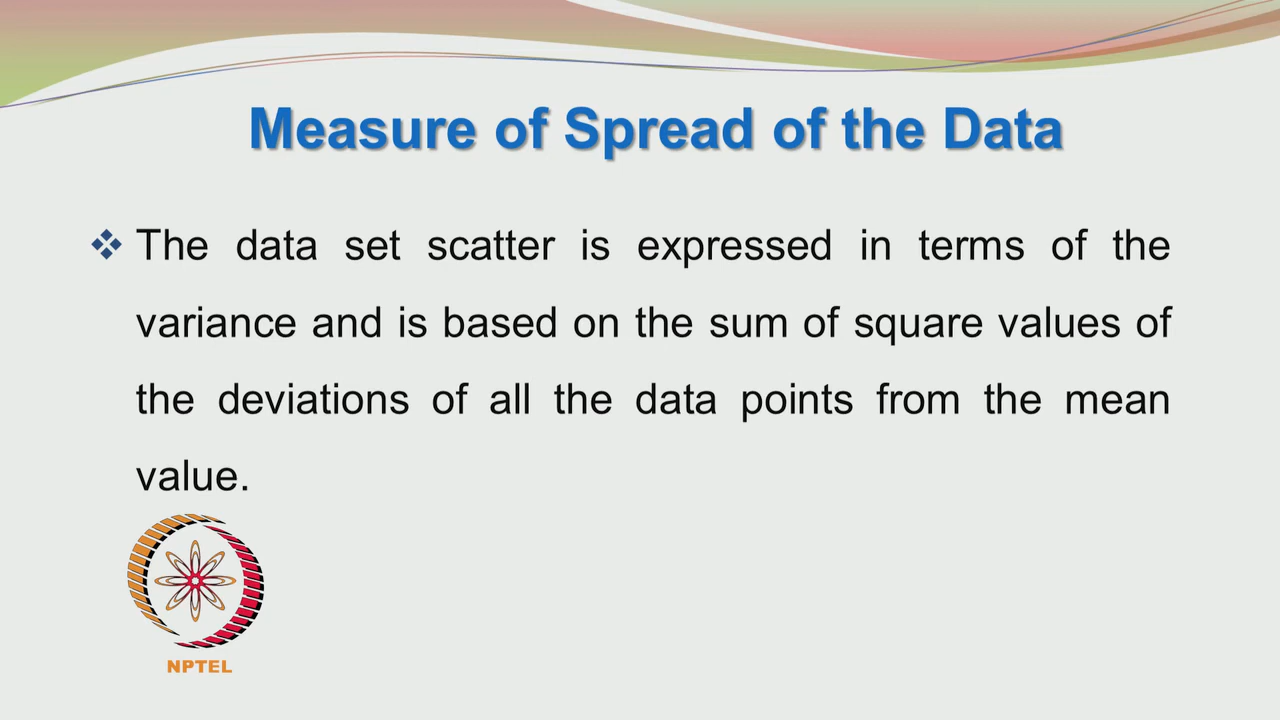 Measure of Spread of the Data
The data set scatter is expressed in terms of the
variance and is based on the sum of square values of
the deviations of all the data points from the mean
value.
NPTEL